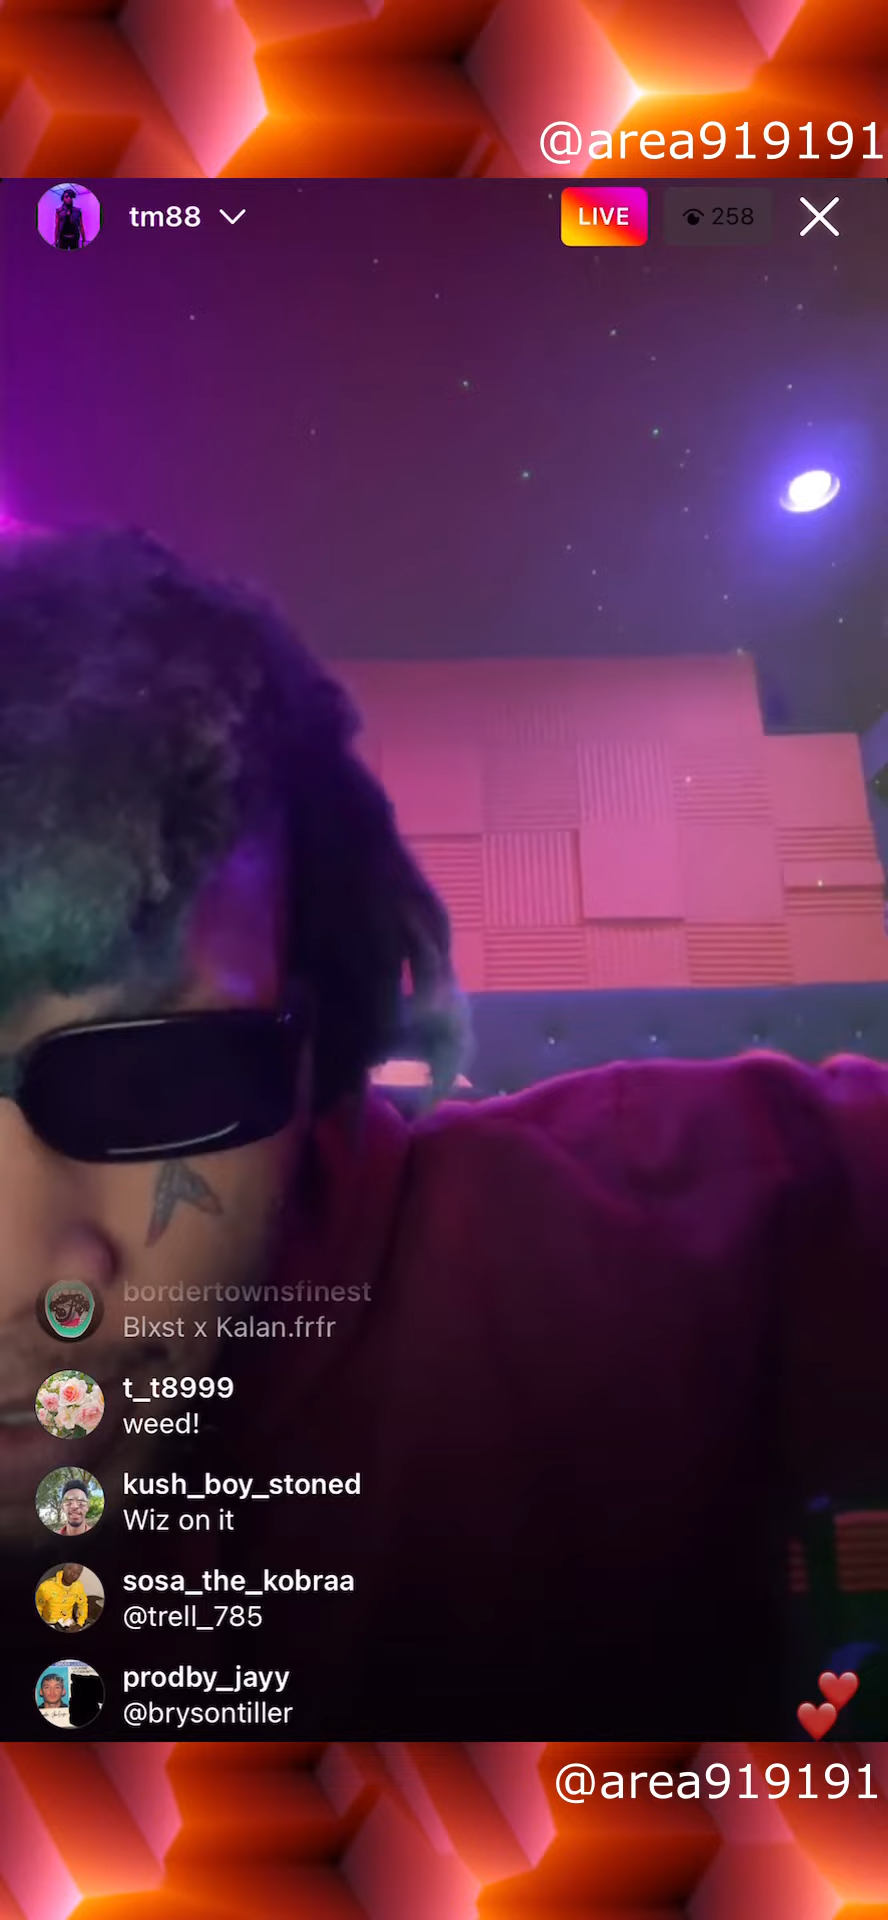 @area919191
tm88
LIVE
258
bordertownsfinest
Blxst x Kalan.frfr
t_t8999
weed!
kush_boy_stoned
Wiz on it
sosa_the_kobraa
@trell_785
prodby_jayy
@brysontiller
@area919191